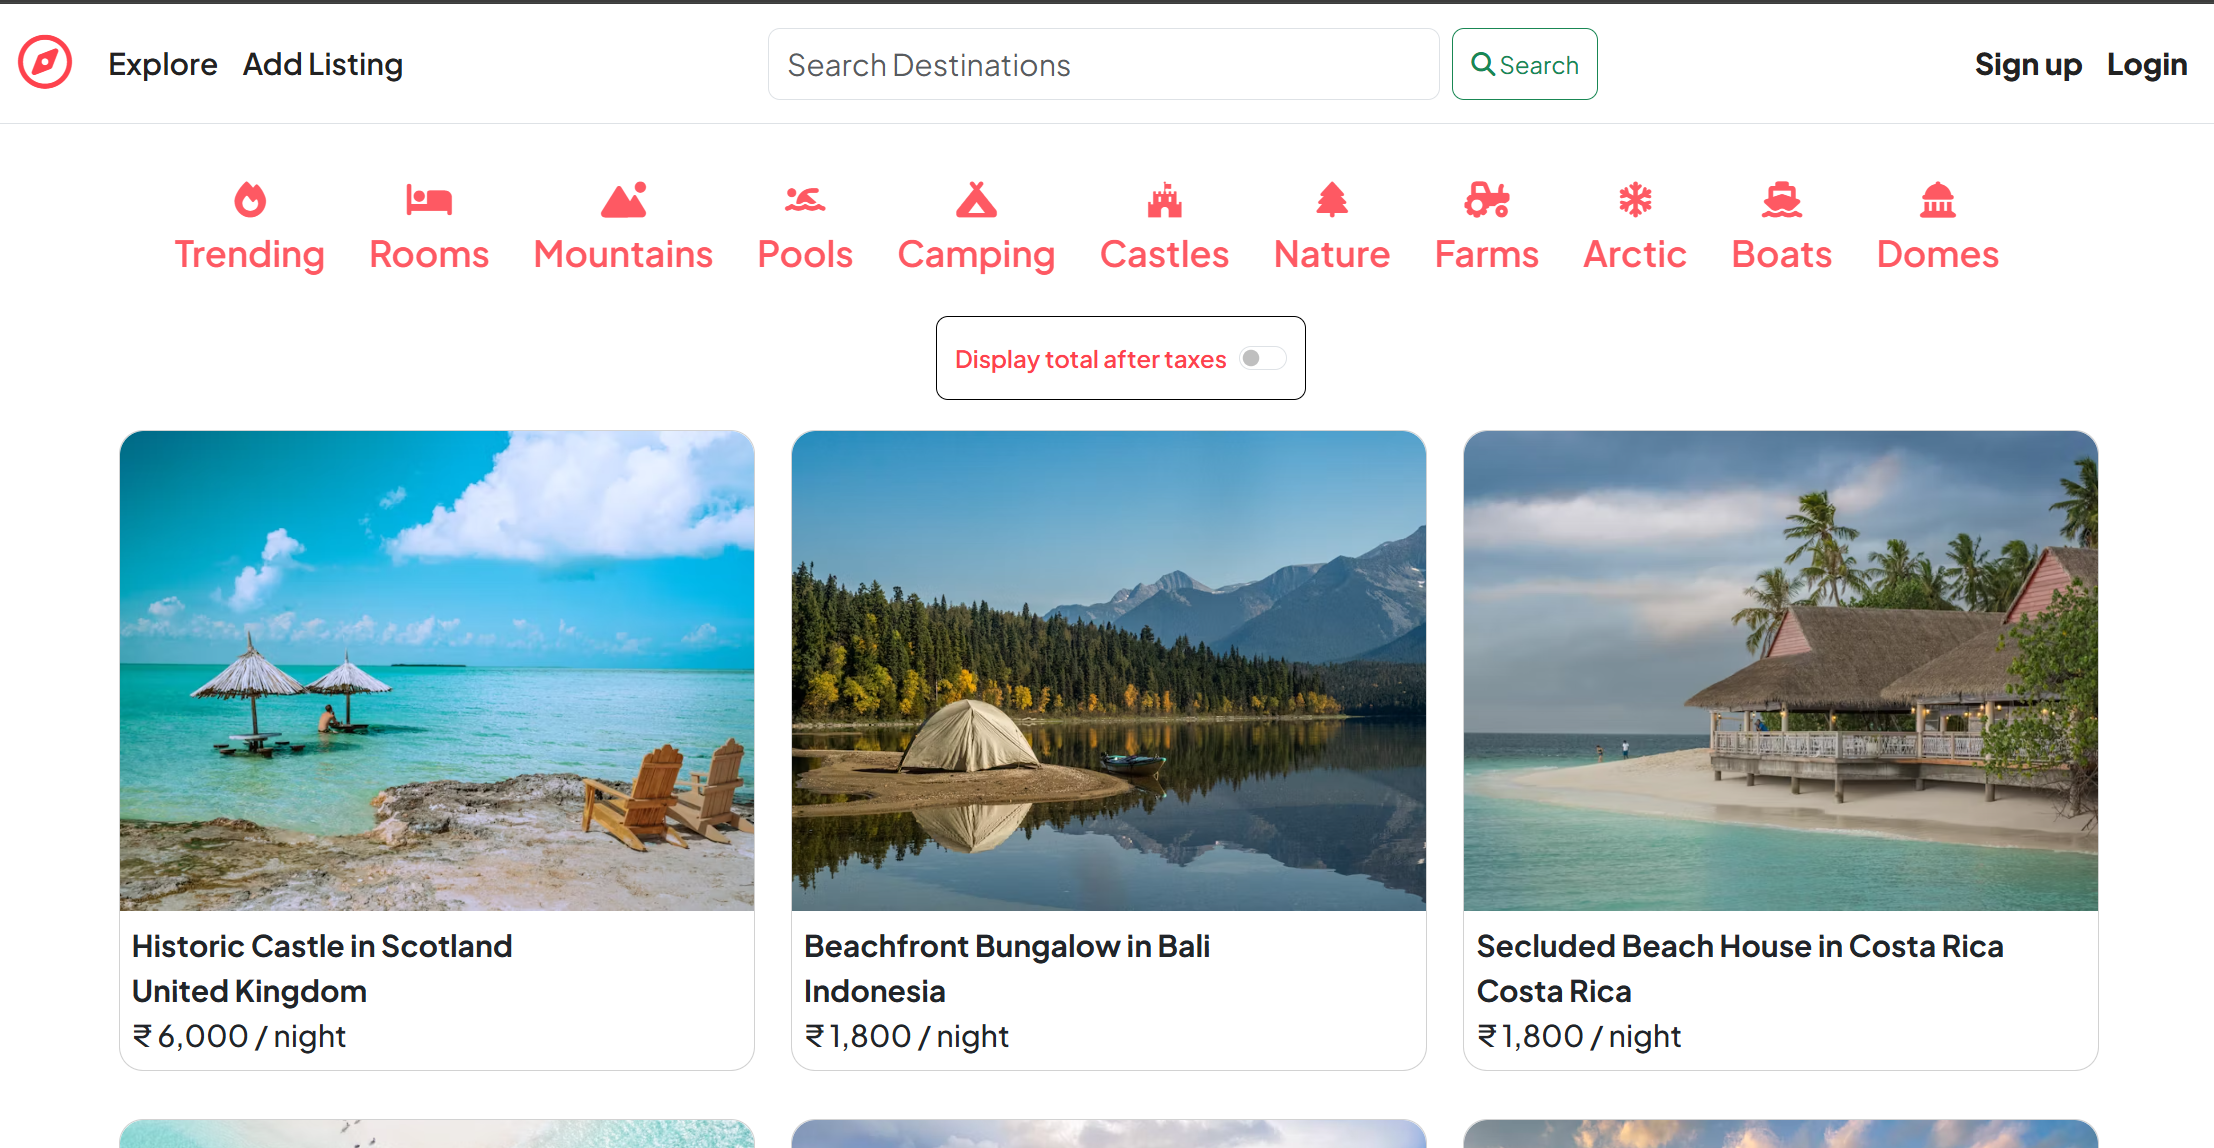 Explore Add Listing Search Destinations Search Sign up Login
Trending Rooms Mountains Pools Camping Castles Nature Farms Arctic Boats Domes
Display total after taxes
Historic Castle in Scotland
United Kingdom
₹ 6,000 / night
Beachfront Bungalow in Bali
Indonesia
₹ 1,800 / night
Secluded Beach House in Costa Rica
Costa Rica
₹ 1,800 / night